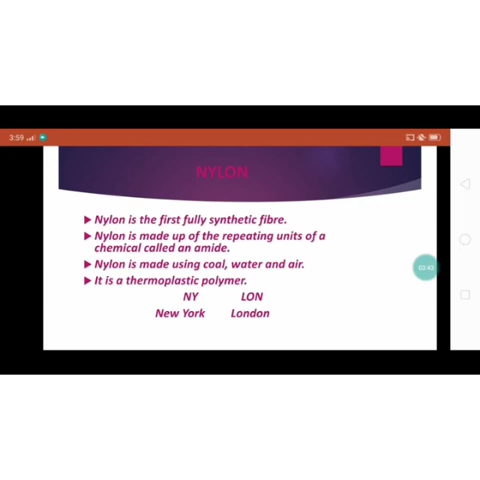 3:59
NYLON
Nylon is the first fully synthetic fibre.
Nylon is made up of the repeating units of a
chemical called an amide.
Nylon is made using coal, water and air.
It is a thermoplastic polymer.
NY LON
New York London
03:43